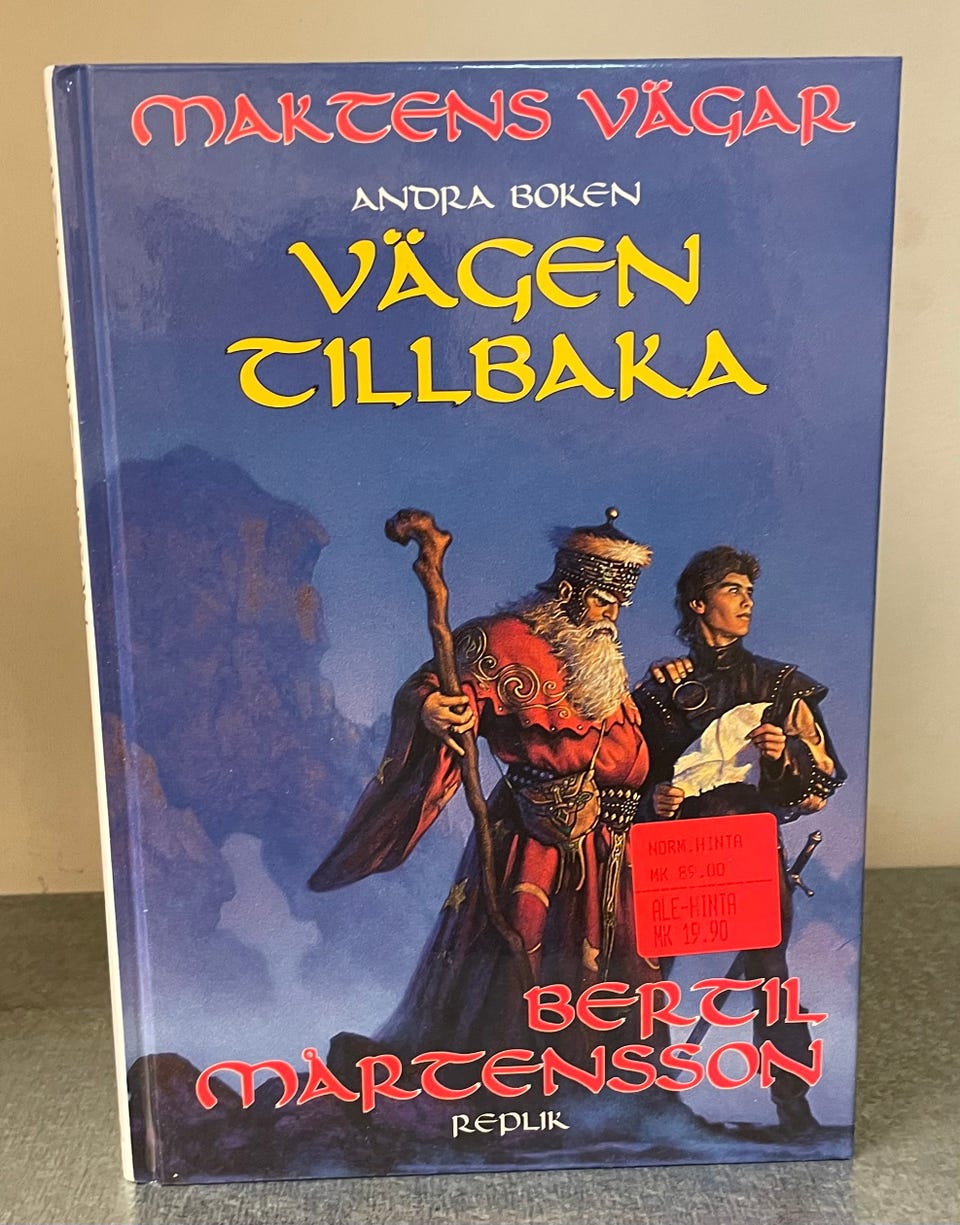 MAKTENS VÄGAR
ANDRA BOKEN
VÄGEN
TILLBAKA
NORM.HINTA
MK 89.00
ALE-HINTA
MK 19.90
BERTIL
MÅRTENSSON
REPLIK